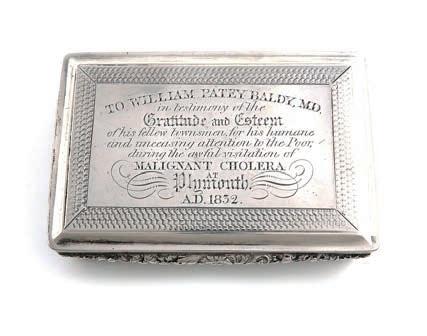 TO WILLIAM PATEY BALDY, M.D.
in testimony of the
Gratitude and Esteem
of his fellow townsmen, for his humane
and unceasing attention to the Poor,
during the awful visitation of
MALIGNANT CHOLERA
AT
Plymouth.
A.D. 1832.